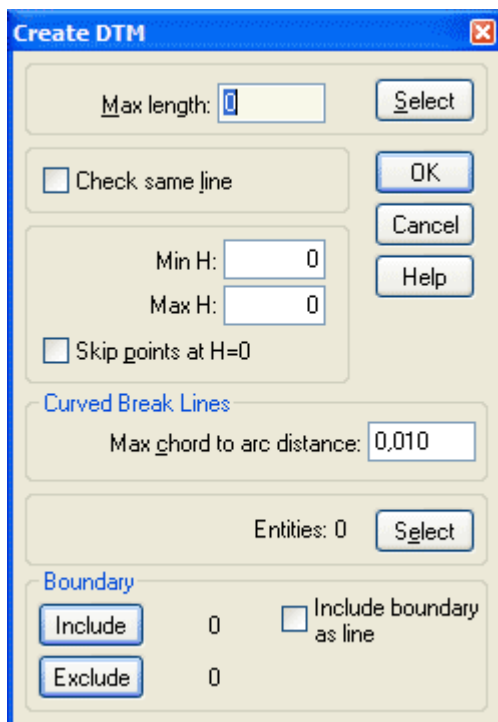 Create DTM
Max length: 0 Select
Check same line
OK
Cancel
Help
Min H: 0
Max H: 0
Skip points at H=0
Curved Break Lines
Max chord to arc distance: 0,010
Entities: 0 Select
Boundary
Include 0
Include boundary
as line
Exclude 0